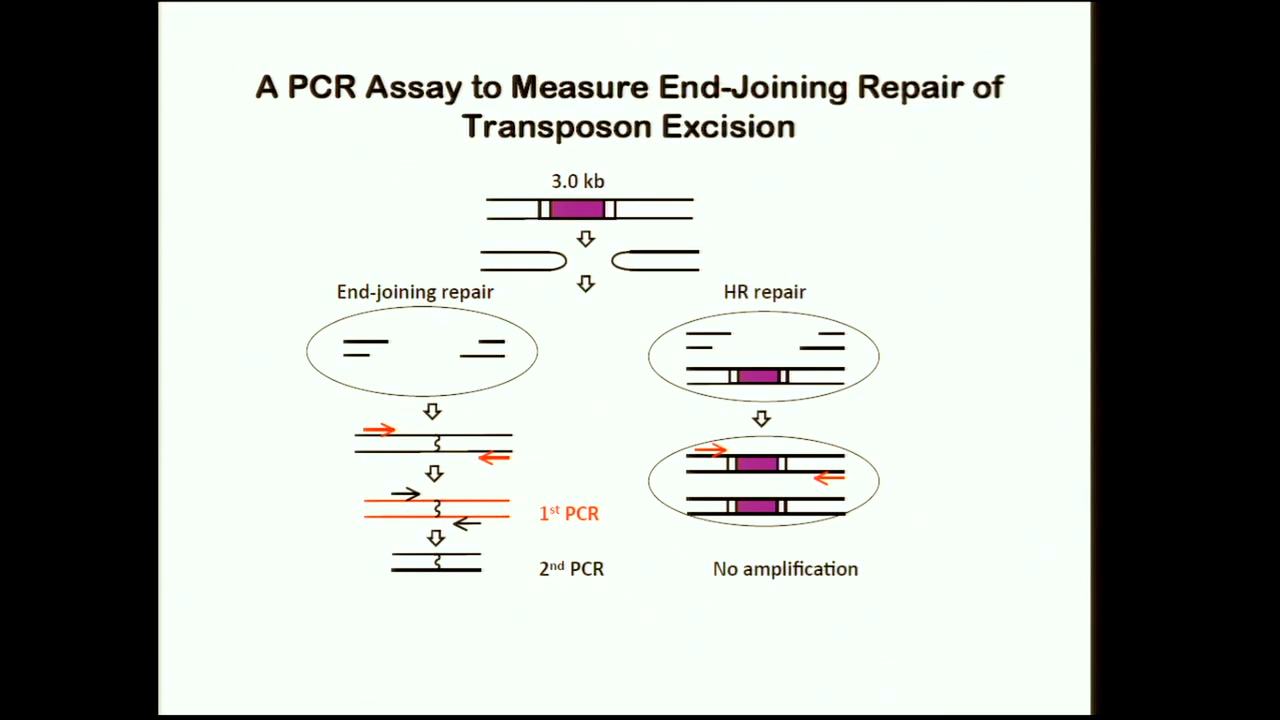 A PCR Assay to Measure End-Joining Repair of
Transposon Excision
3.0 kb
End-joining repair
HR repair
1st PCR
2nd PCR
No amplification